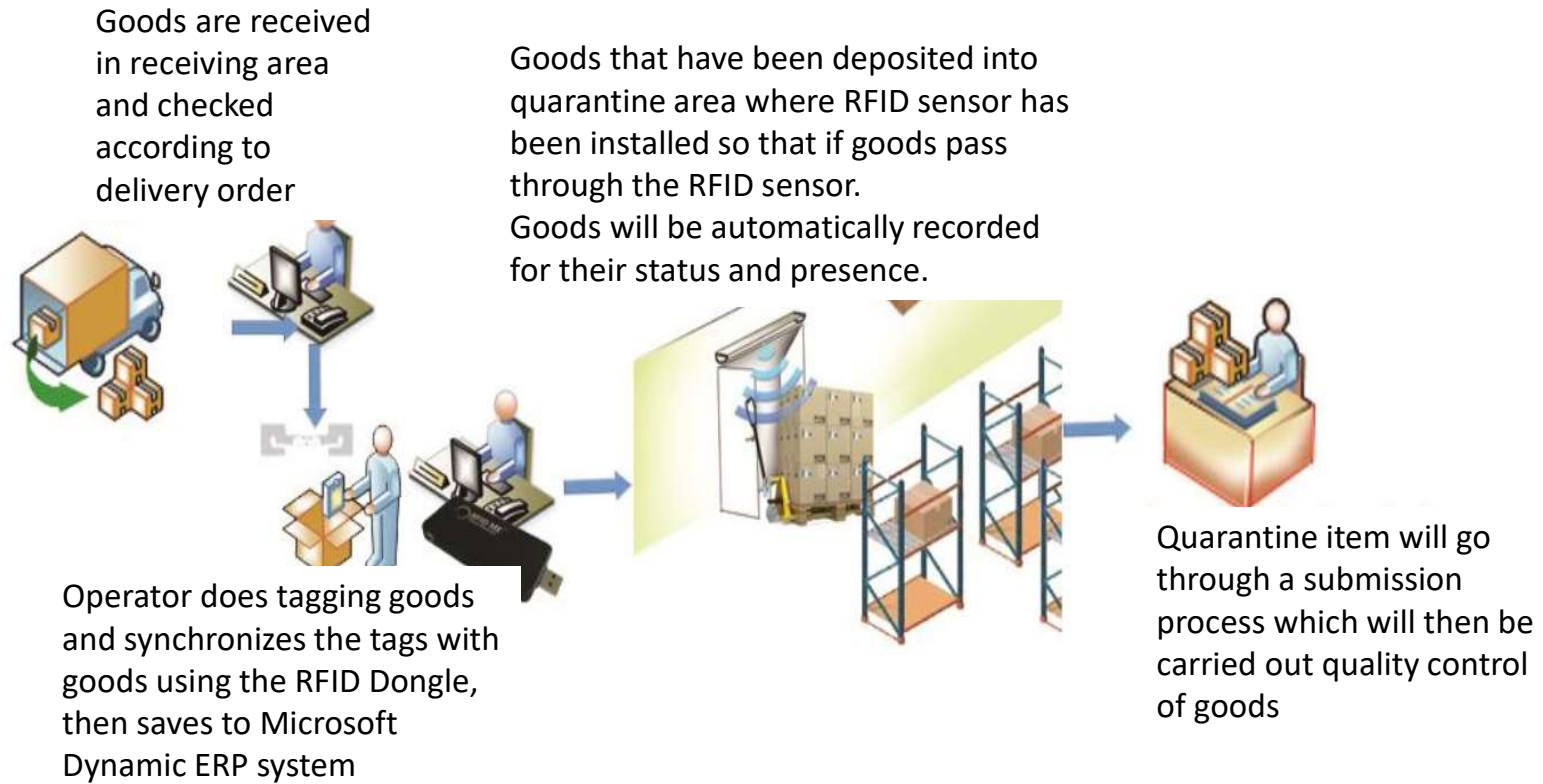 Goods are received
in receiving area
and checked
according to
delivery order
Goods that have been deposited into
quarantine area where RFID sensor has
been installed so that if goods pass
through the RFID sensor.
Goods will be automatically recorded
for their status and presence.
Operator does tagging goods
and synchronizes the tags with
goods using the RFID Dongle,
then saves to Microsoft
Dynamic ERP system
Quarantine item will go
through a submission
process which will then be
carried out quality control
of goods